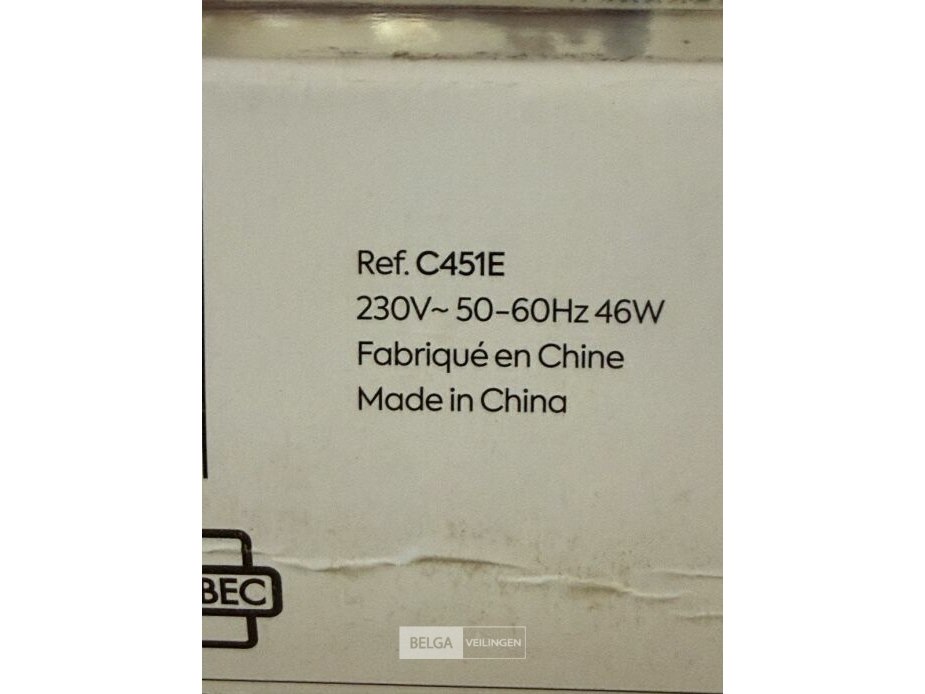 Ref. C451E
230V~ 50-60Hz 46W
Fabriqué en Chine
Made in China
BEC
BELGA VEILINGEN